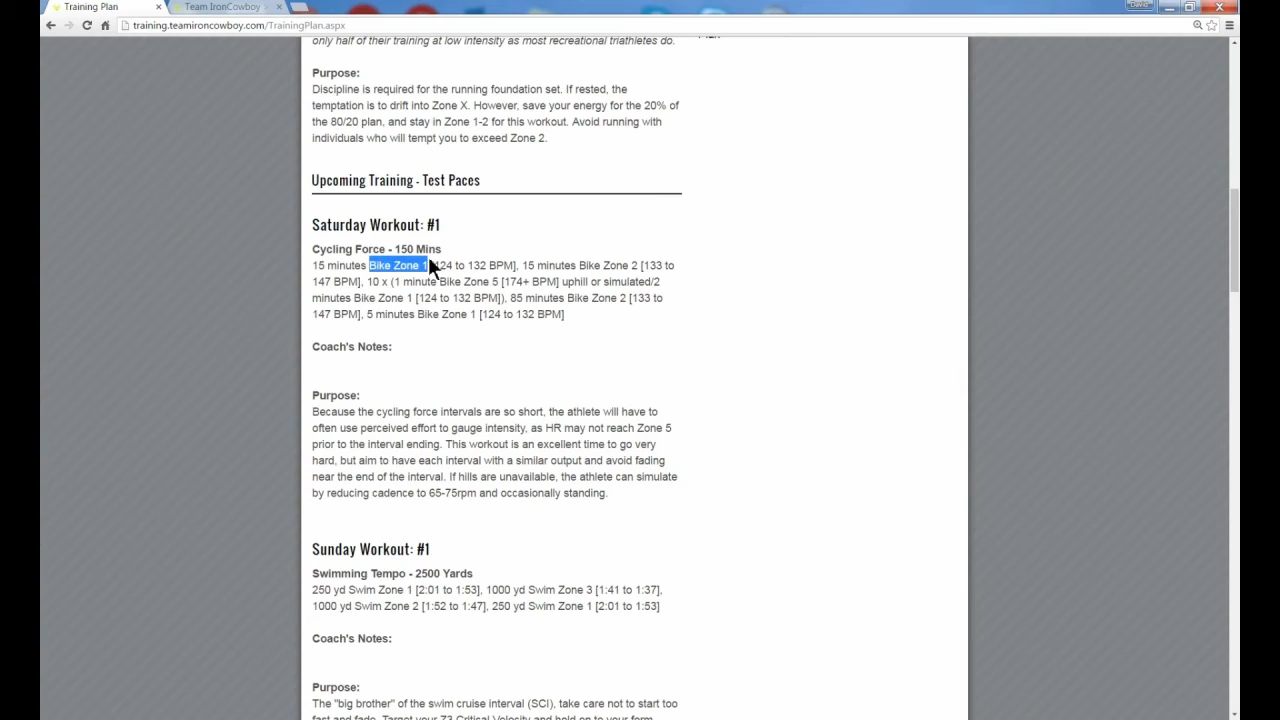 Training Plan
Team IronCowboy
David
training.teamironcowboy.com/TrainingPlan.aspx
only half of their training at low intensity as most recreational triathletes do.
Purpose:
Discipline is required for the running foundation set. If rested, the
temptation is to drift into Zone X. However, save your energy for the 20% of
the 80/20 plan, and stay in Zone 1-2 for this workout. Avoid running with
individuals who will tempt you to exceed Zone 2.
Upcoming Training - Test Paces
Saturday Workout: #1
Cycling Force - 150 Mins
15 minutes Bike Zone 1 [124 to 132 BPM], 15 minutes Bike Zone 2 [133 to
147 BPM], 10 x (1 minute Bike Zone 5 [174+ BPM] uphill or simulated/2
minutes Bike Zone 1 [124 to 132 BPM]), 85 minutes Bike Zone 2 [133 to
147 BPM], 5 minutes Bike Zone 1 [124 to 132 BPM]
Coach's Notes:
Purpose:
Because the cycling force intervals are so short, the athlete will have to
often use perceived effort to gauge intensity, as HR may not reach Zone 5
prior to the interval ending. This workout is an excellent time to go very
hard, but aim to have each interval with a similar output and avoid fading
near the end of the interval. If hills are unavailable, the athlete can simulate
by reducing cadence to 65-75rpm and occasionally standing.
Sunday Workout: #1
Swimming Tempo - 2500 Yards
250 yd Swim Zone 1 [2:01 to 1:53], 1000 yd Swim Zone 3 [1:41 to 1:37],
1000 yd Swim Zone 2 [1:52 to 1:47], 250 yd Swim Zone 1 [2:01 to 1:53]
Coach's Notes:
Purpose:
The "big brother" of the swim cruise interval (SCI), take care not to start too
fast and fade. Target your Z3 Critical Velocity and hold on to your form